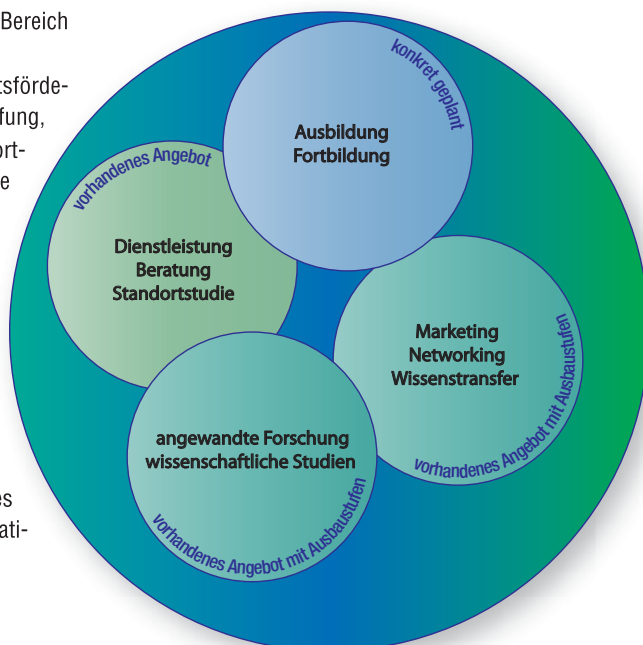 Bereich
tsförde-
fung,
ort-
e
es
ati-
konkret geplant
Ausbildung
Fortbildung
vorhandenes Angebot
Dienstleistung
Beratung
Standortstudie
Marketing
Networking
Wissenstransfer
vorhandenes Angebot mit Ausbaustufen
angewandte Forschung
wissenschaftliche Studien
vorhandenes Angebot mit Ausbaustufen